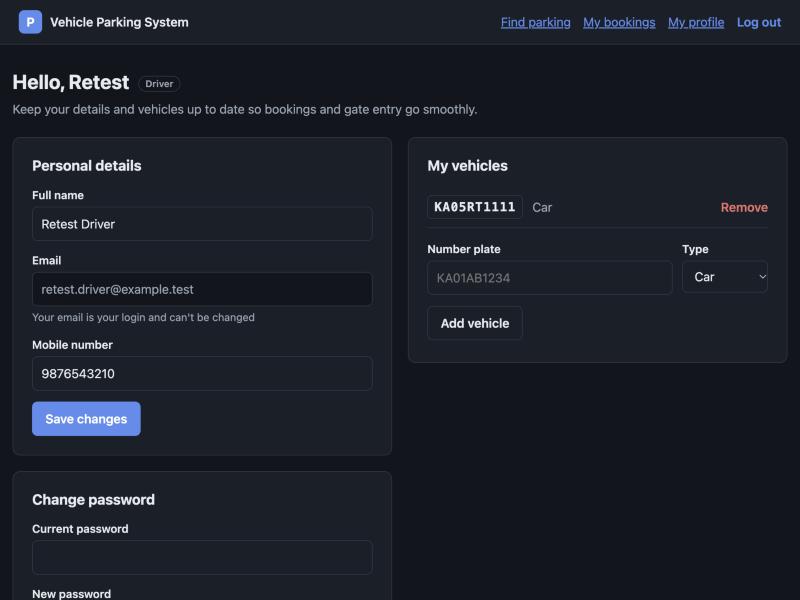 P Vehicle Parking System Find parking My bookings My profile Log out
Hello, Retest Driver
Keep your details and vehicles up to date so bookings and gate entry go smoothly.
Personal details
Full name
Retest Driver
Email
retest.driver@example.test
Your email is your login and can't be changed
Mobile number
9876543210
Save changes
Change password
Current password
New password
My vehicles
KA05RT1111 Car Remove
Number plate Type
KA01AB1234 Car
Add vehicle